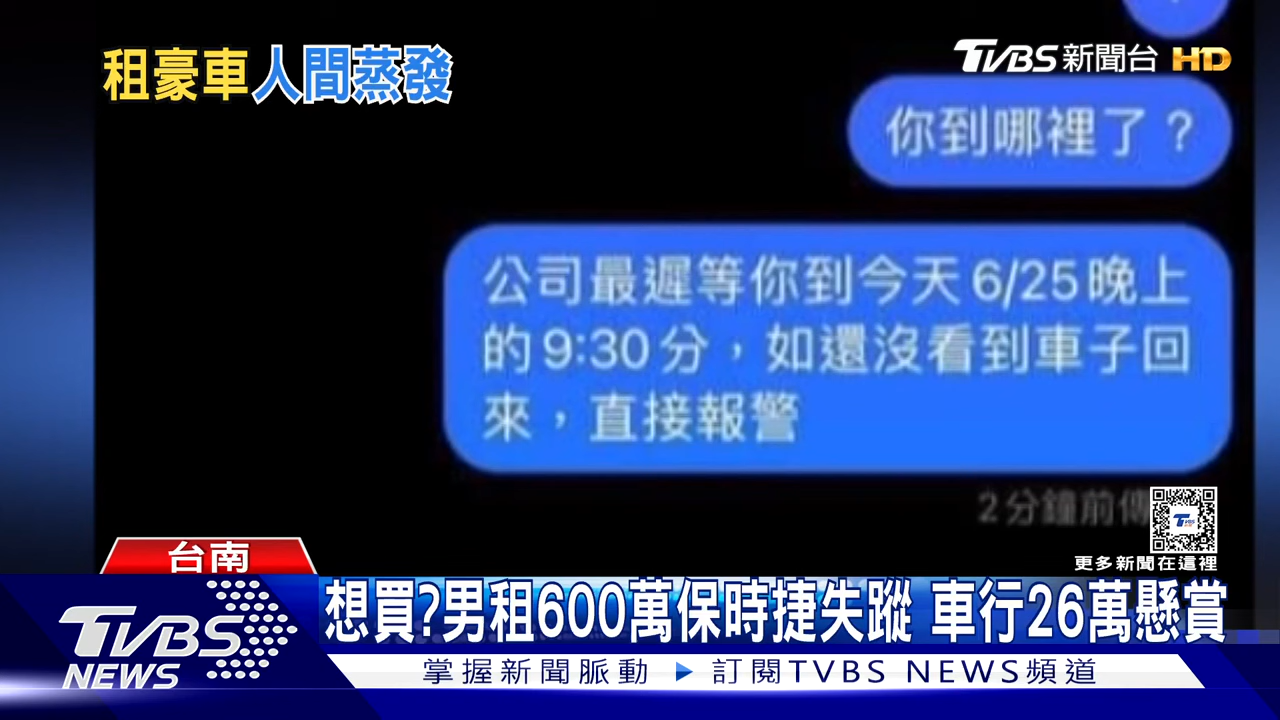 租豪車人間蒸發
TVBS新聞台 HD
你到哪裡了？
公司最遲等你到今天6/25晚上
的9:30分，如還沒看到車子回
來，直接報警
2分鐘前傳
TVBS
更多新聞在這裡
台南
想買?男租600萬保時捷失蹤 車行26萬懸賞
TVBS
NEWS
掌握新聞脈動 ▶ 訂閱TVBS NEWS頻道